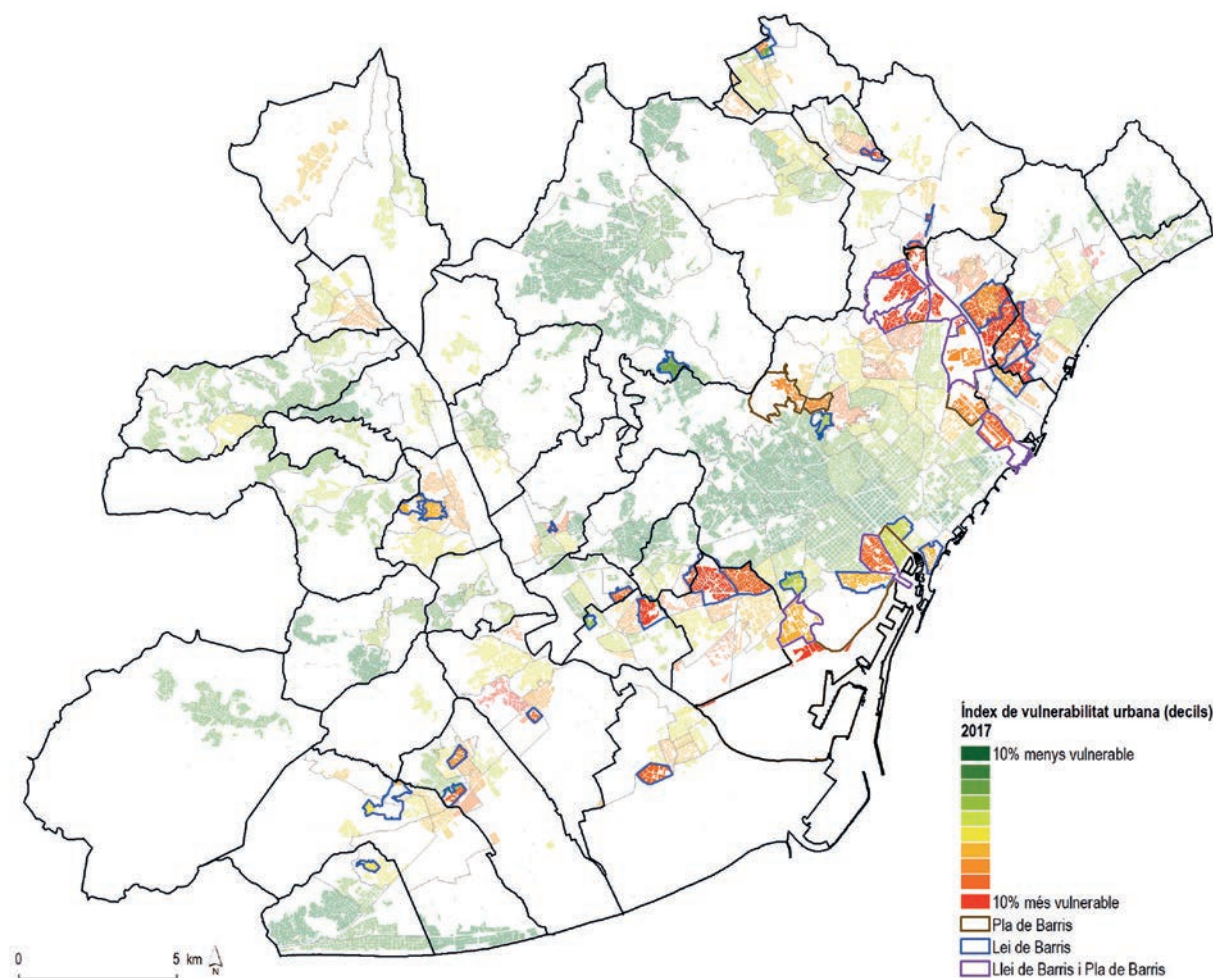 Índex de vulnerabilitat urbana (decils)
2017
10% menys vulnerable
10% més vulnerable
Pla de Barris
Lei de Barris
Llei de Barris i Pla de Barris
0 5 km
N